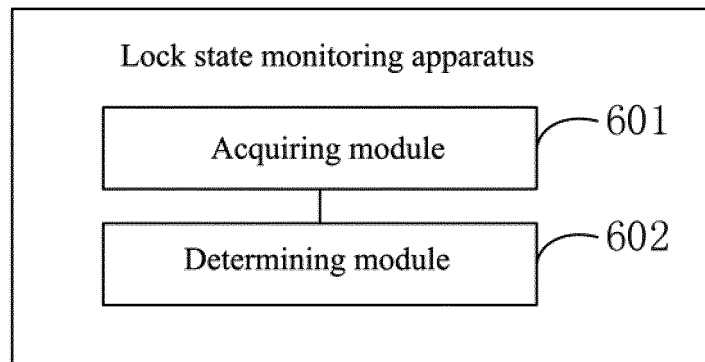 Lock state monitoring apparatus
Acquiring module
601
Determining module
602